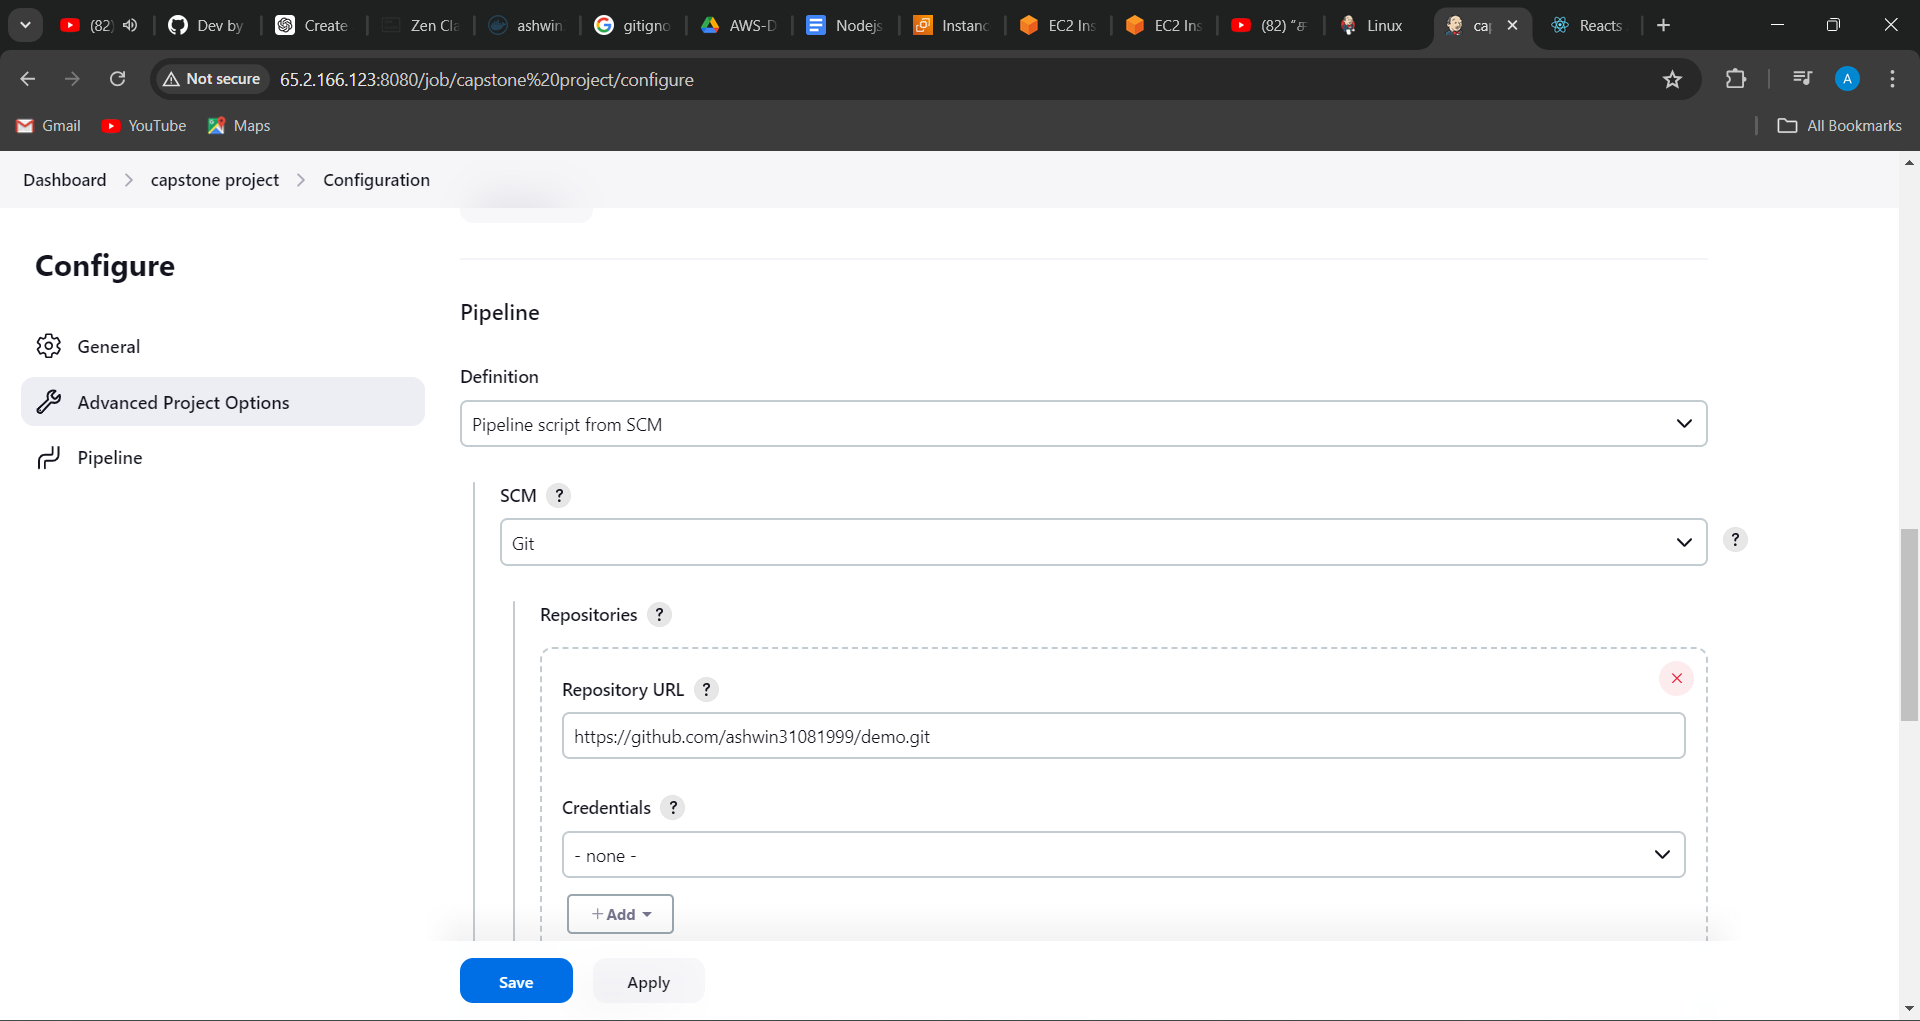 (82)
Dev by
Create
Zen Cla
ashwin
gitigno
AWS-D
Nodejs
Instanc
EC2 Ins
EC2 Ins
(82) “
Linux
cap
Reacts
Not secure
65.2.166.123:8080/job/capstone%20project/configure
A
Gmail
YouTube
Maps
All Bookmarks
Dashboard
capstone project
Configuration
Configure
General
Advanced Project Options
Pipeline
Pipeline
Definition
Pipeline script from SCM
SCM ?
Git
?
Repositories ?
Repository URL ?
https://github.com/ashwin31081999/demo.git
Credentials ?
- none -
+ Add
Save
Apply